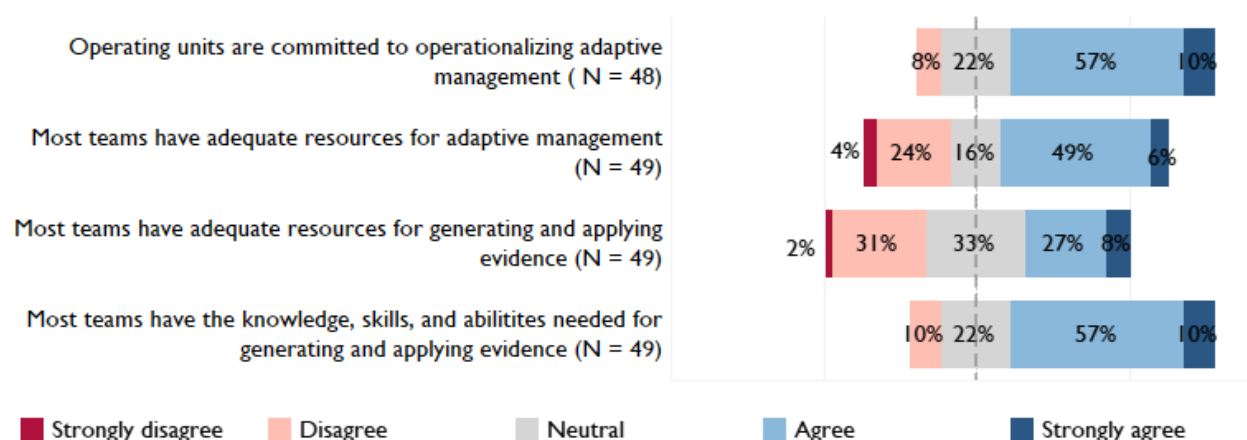 Operating units are committed to operationalizing adaptive
management ( N = 48)
8% 22% 57% 10%
Most teams have adequate resources for adaptive management
(N = 49)
4% 24% 16% 49% 6%
Most teams have adequate resources for generating and applying
evidence (N = 49)
2% 31% 33% 27% 8%
Most teams have the knowledge, skills, and abilitites needed for
generating and applying evidence (N = 49)
10% 22% 57% 10%
Strongly disagree Disagree Neutral Agree Strongly agree